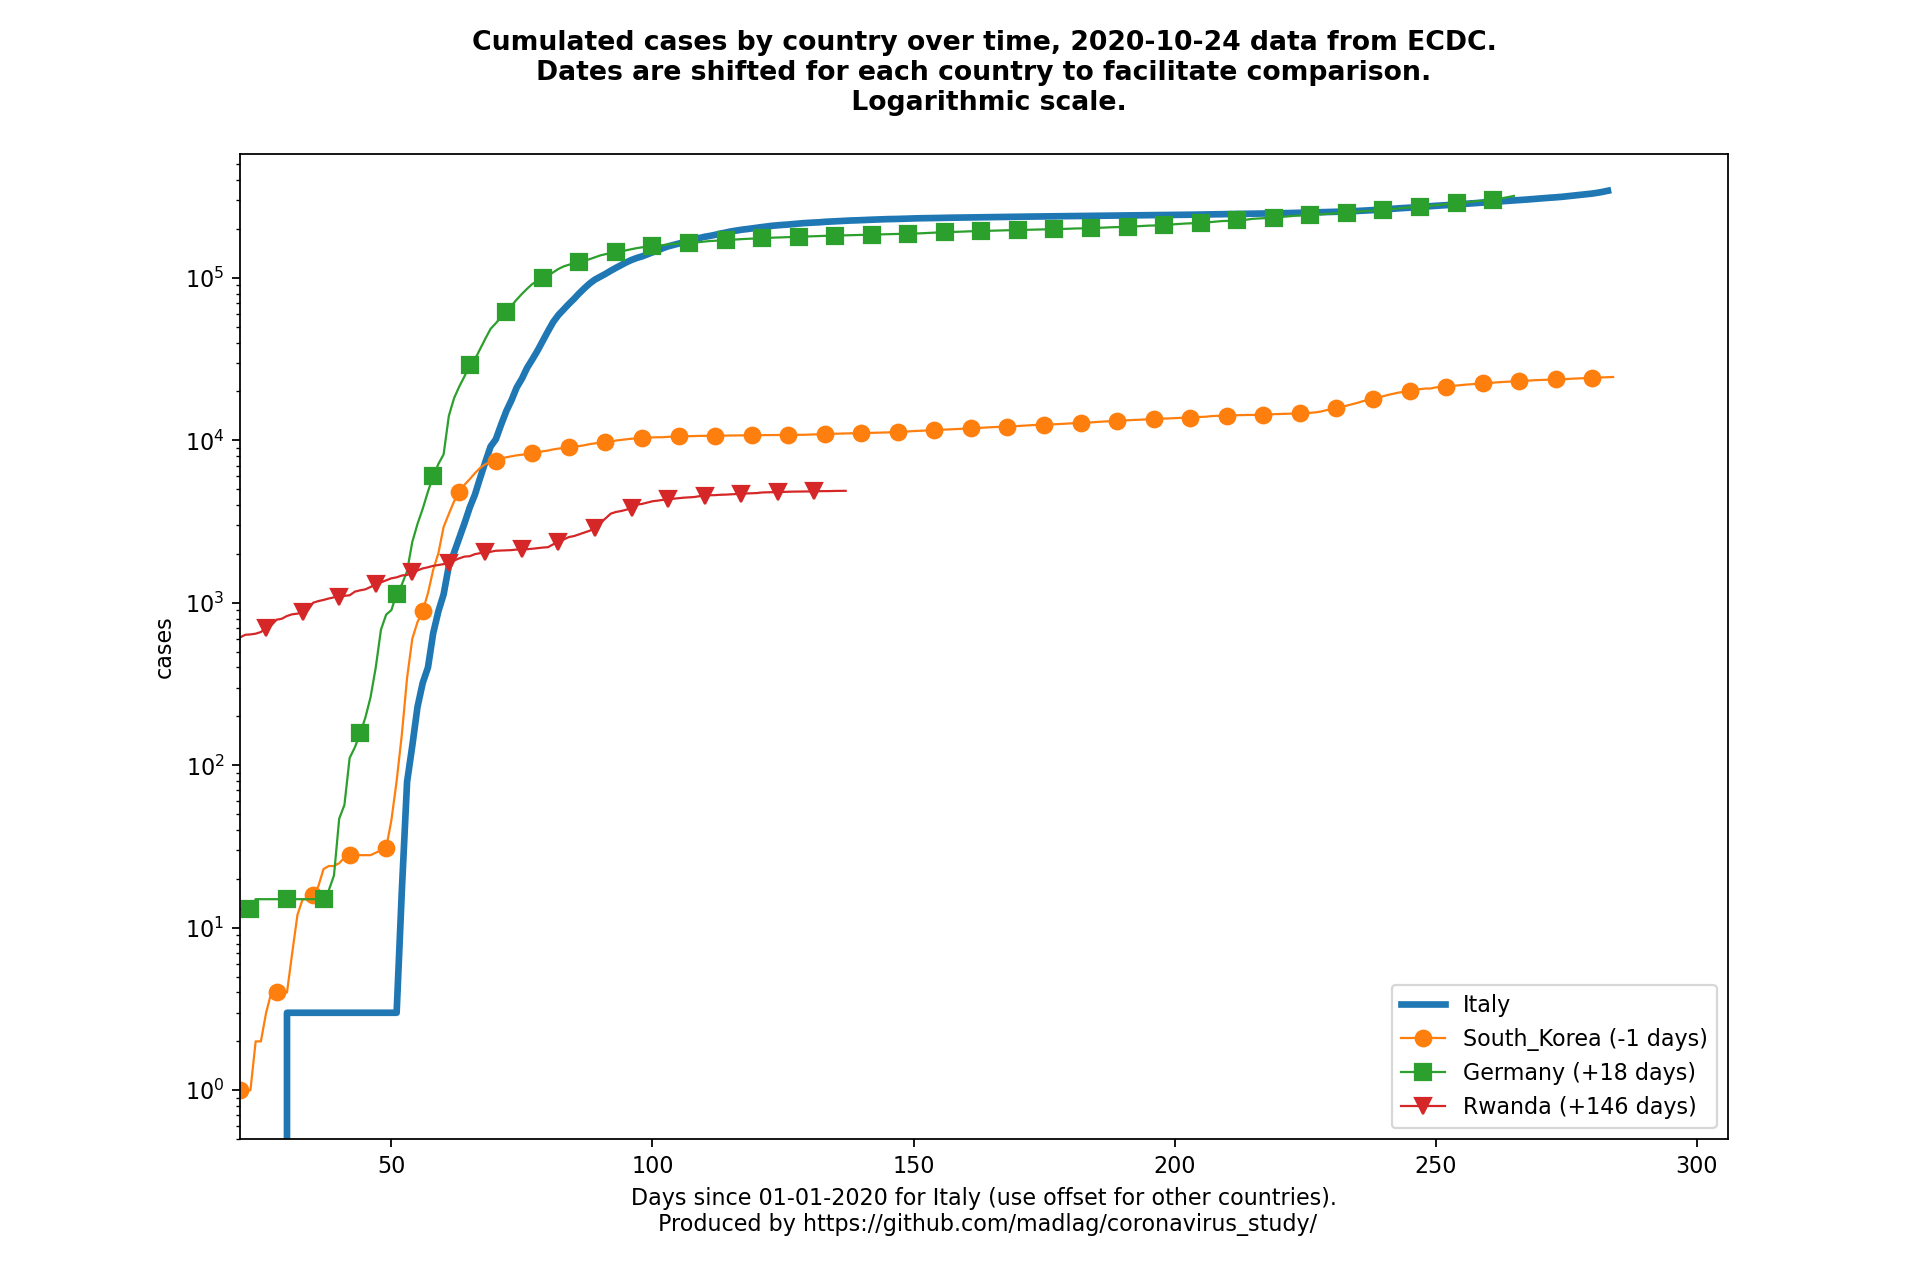 Cumulated cases by country over time, 2020-10-24 data from ECDC.
Dates are shifted for each country to facilitate comparison.
Logarithmic scale.
10^5
10^4
10^3
10^2
10^1
10^0
cases
Italy
South_Korea (-1 days)
Germany (+18 days)
Rwanda (+146 days)
50 100 150 200 250 300
Days since 01-01-2020 for Italy (use offset for other countries).
Produced by https://github.com/madlag/coronavirus_study/